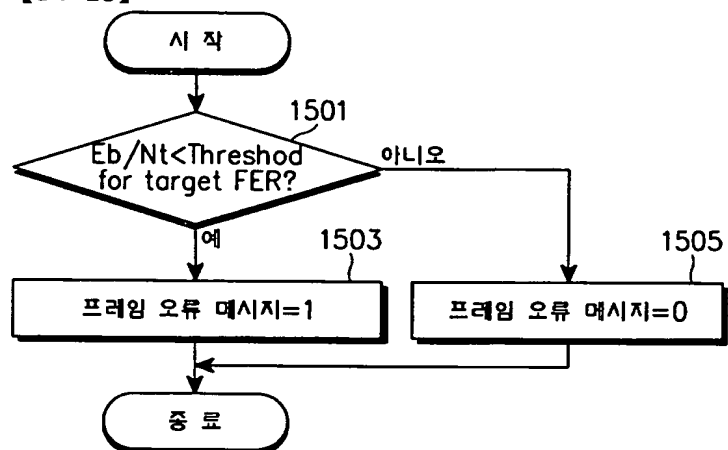 시 작
1501
Eb/Nt<Threshod
for target FER?
아니오
예
1503
프레임 오류 메시지=1
1505
프레임 오류 메시지=0
종 료